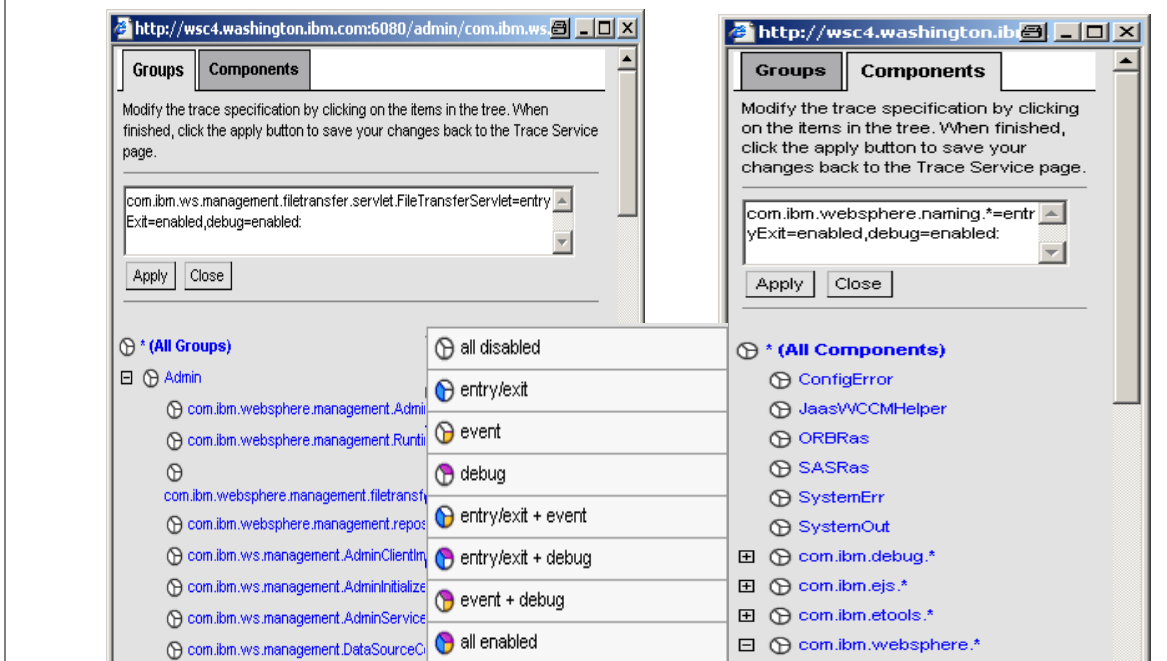 http://wsc4.washington.ibm.com:6080/admin/com.ibm.ws.
Groups
Components
Modify the trace specification by clicking on the items in the tree. When
finished, click the apply button to save your changes back to the Trace Service
page.
com.ibm.ws.management.filetransfer.servlet.FileTransferServlet=entry
Exit=enabled,debug=enabled:
Apply
Close
* (All Groups)
Admin
com.ibm.websphere.management.Admi
com.ibm.websphere.management.Runti
com.ibm.websphere.management.filetransf
com.ibm.websphere.management.repos
com.ibm.ws.management.AdminClientIm
com.ibm.ws.management.AdminInitialize
com.ibm.ws.management.AdminService
com.ibm.ws.management.DataSourceC
all disabled
entry/exit
event
debug
entry/exit + event
entry/exit + debug
event + debug
all enabled
http://wsc4.washington.ib
Groups
Components
Modify the trace specification by clicking
on the items in the tree. When finished,
click the apply button to save your
changes back to the Trace Service page.
com.ibm.websphere.naming.*=entr
yExit=enabled,debug=enabled:
Apply
Close
* (All Components)
ConfigError
JaasWCCMHelper
ORBRas
SASRas
SystemErr
SystemOut
com.ibm.debug.*
com.ibm.ejs.*
com.ibm.etools.*
com.ibm.websphere.*